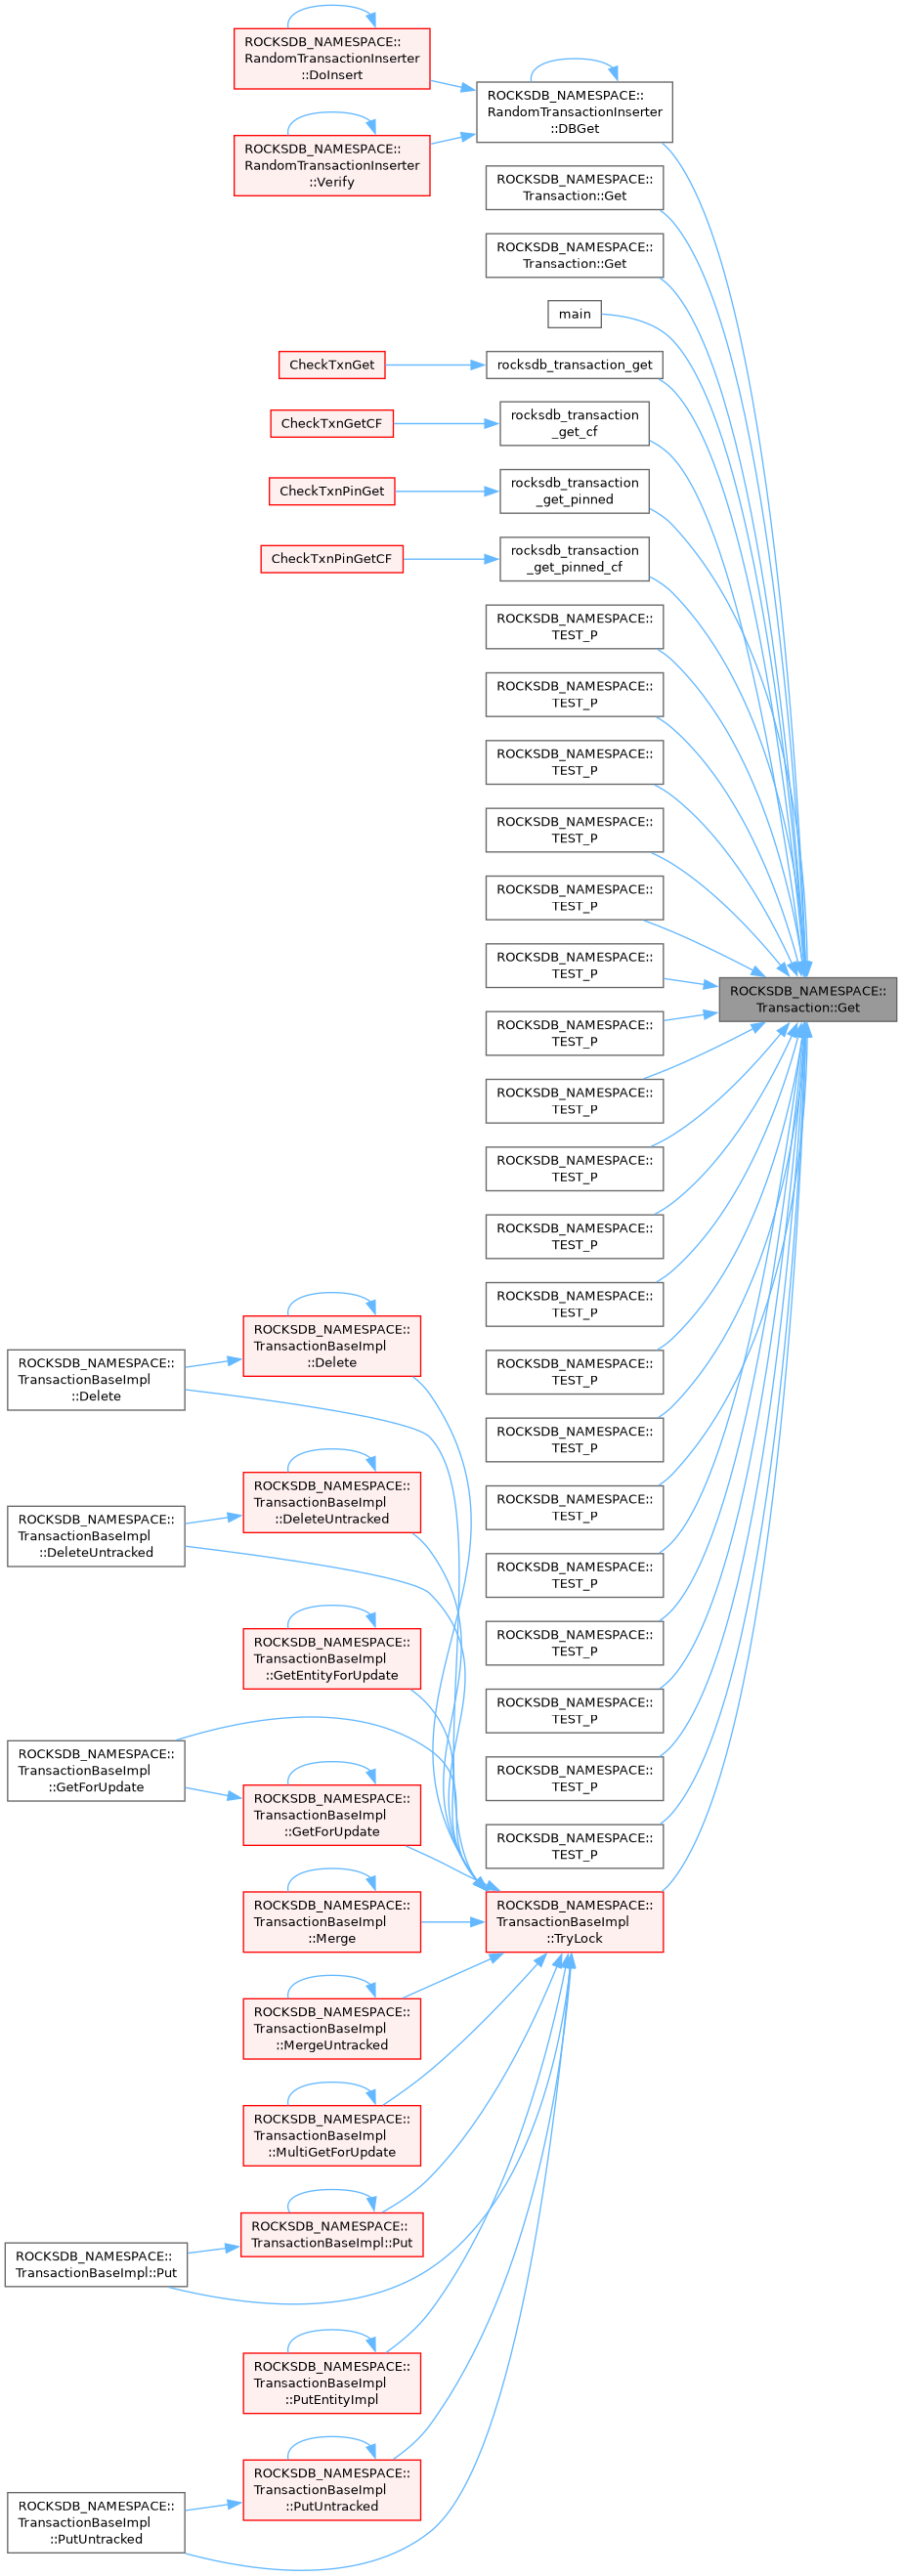 ROCKSDB_NAMESPACE::
RandomTransactionInserter
::DoInsert
ROCKSDB_NAMESPACE::
RandomTransactionInserter
::DBGet
ROCKSDB_NAMESPACE::
RandomTransactionInserter
::Verify
ROCKSDB_NAMESPACE::
Transaction::Get
ROCKSDB_NAMESPACE::
Transaction::Get
main
CheckTxnGet
rocksdb_transaction_get
CheckTxnGetCF
rocksdb_transaction
_get_cf
CheckTxnPinGet
rocksdb_transaction
_get_pinned
CheckTxnPinGetCF
rocksdb_transaction
_get_pinned_cf
ROCKSDB_NAMESPACE::
TEST_P
ROCKSDB_NAMESPACE::
TEST_P
ROCKSDB_NAMESPACE::
TEST_P
ROCKSDB_NAMESPACE::
TEST_P
ROCKSDB_NAMESPACE::
TEST_P
ROCKSDB_NAMESPACE::
TEST_P
ROCKSDB_NAMESPACE::
Transaction::Get
ROCKSDB_NAMESPACE::
TEST_P
ROCKSDB_NAMESPACE::
TEST_P
ROCKSDB_NAMESPACE::
TEST_P
ROCKSDB_NAMESPACE::
TEST_P
ROCKSDB_NAMESPACE::
TEST_P
ROCKSDB_NAMESPACE::
TransactionBaseImpl
::Delete
ROCKSDB_NAMESPACE::
TransactionBaseImpl
::Delete
ROCKSDB_NAMESPACE::
TEST_P
ROCKSDB_NAMESPACE::
TEST_P
ROCKSDB_NAMESPACE::
TransactionBaseImpl
::DeleteUntracked
ROCKSDB_NAMESPACE::
TEST_P
ROCKSDB_NAMESPACE::
TransactionBaseImpl
::DeleteUntracked
ROCKSDB_NAMESPACE::
TEST_P
ROCKSDB_NAMESPACE::
TEST_P
ROCKSDB_NAMESPACE::
TransactionBaseImpl
::GetEntityForUpdate
ROCKSDB_NAMESPACE::
TEST_P
ROCKSDB_NAMESPACE::
TransactionBaseImpl
::GetForUpdate
ROCKSDB_NAMESPACE::
TEST_P
ROCKSDB_NAMESPACE::
TransactionBaseImpl
::GetForUpdate
ROCKSDB_NAMESPACE::
TEST_P
ROCKSDB_NAMESPACE::
TransactionBaseImpl
::Merge
ROCKSDB_NAMESPACE::
TransactionBaseImpl
::TryLock
ROCKSDB_NAMESPACE::
TransactionBaseImpl
::MergeUntracked
ROCKSDB_NAMESPACE::
TransactionBaseImpl
::MultiGetForUpdate
ROCKSDB_NAMESPACE::
TransactionBaseImpl::Put
ROCKSDB_NAMESPACE::
TransactionBaseImpl::Put
ROCKSDB_NAMESPACE::
TransactionBaseImpl
::PutEntityImpl
ROCKSDB_NAMESPACE::
TransactionBaseImpl
::PutUntracked
ROCKSDB_NAMESPACE::
TransactionBaseImpl
::PutUntracked